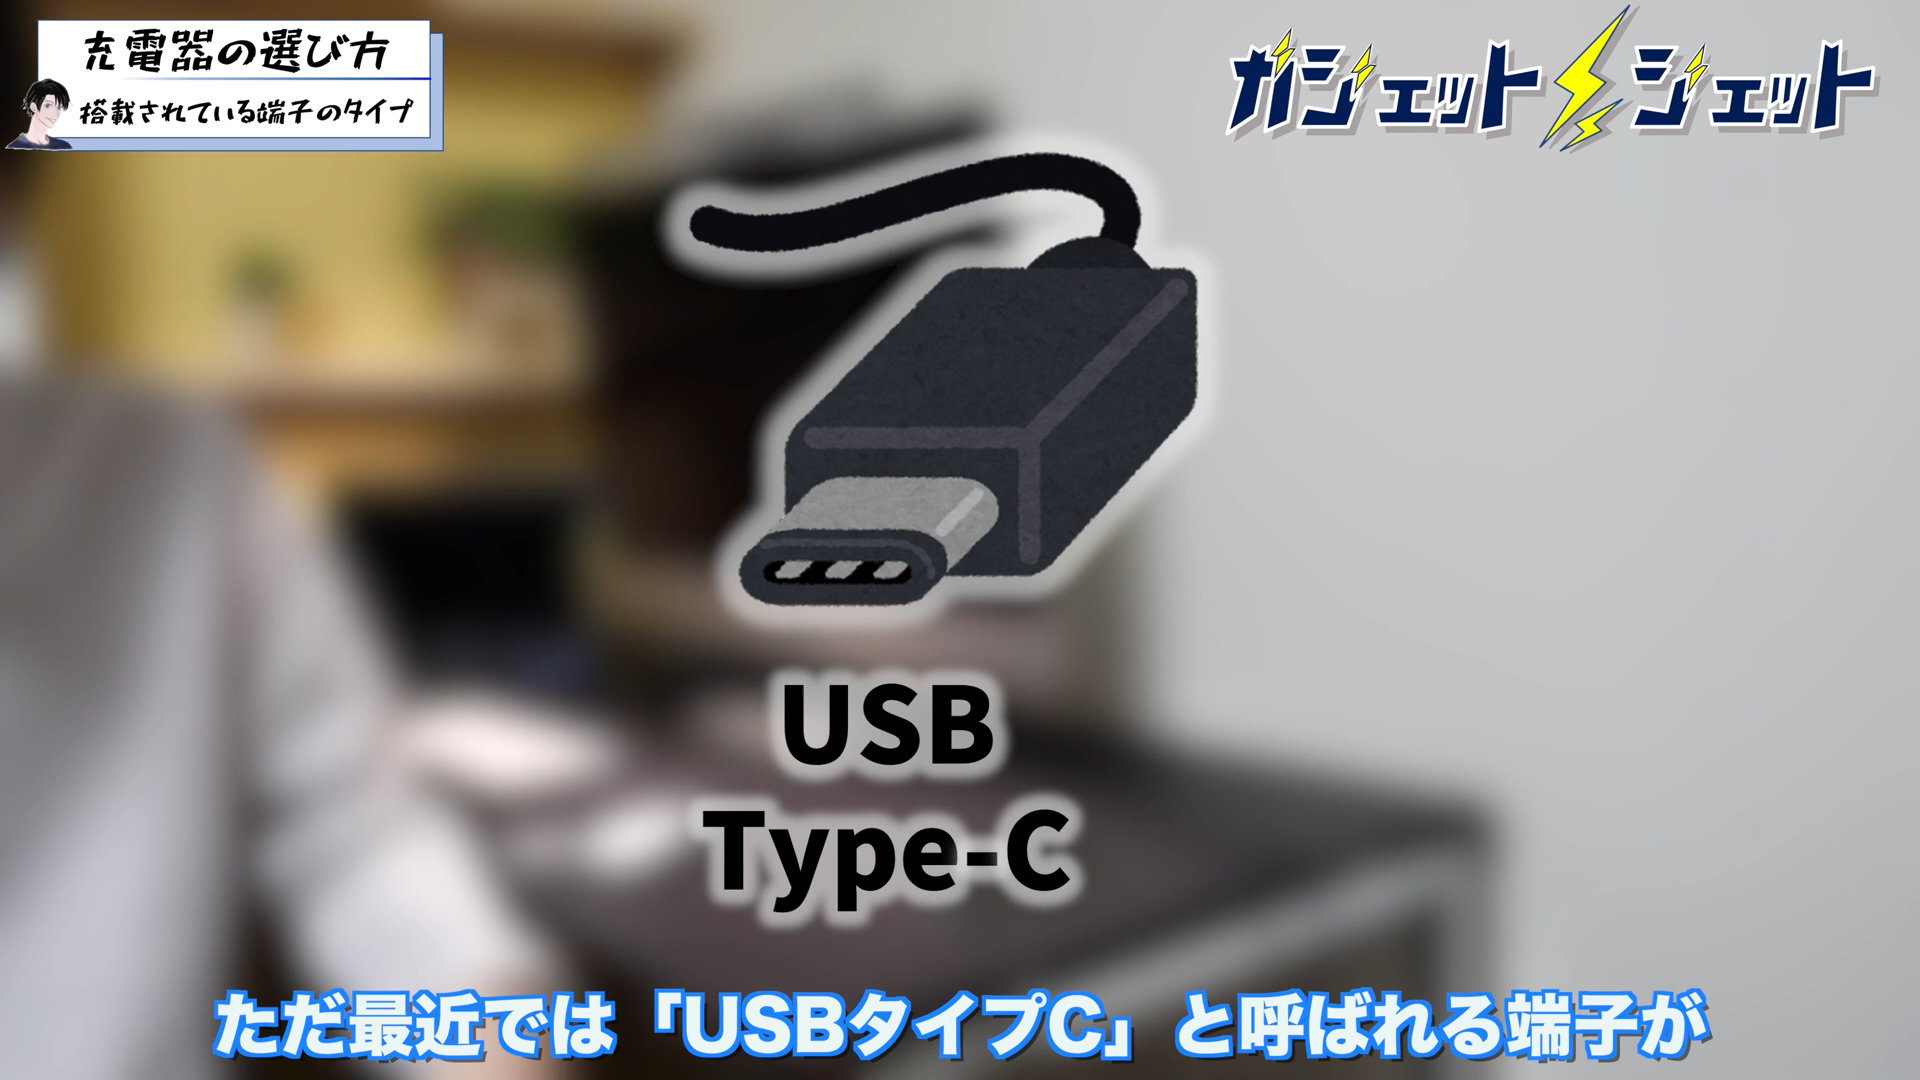 充電器の選び方
搭載されている端子のタイプ
ガジェットジェット
USB
Type-C
ただ最近では「USBタイプC」と呼ばれる端子が